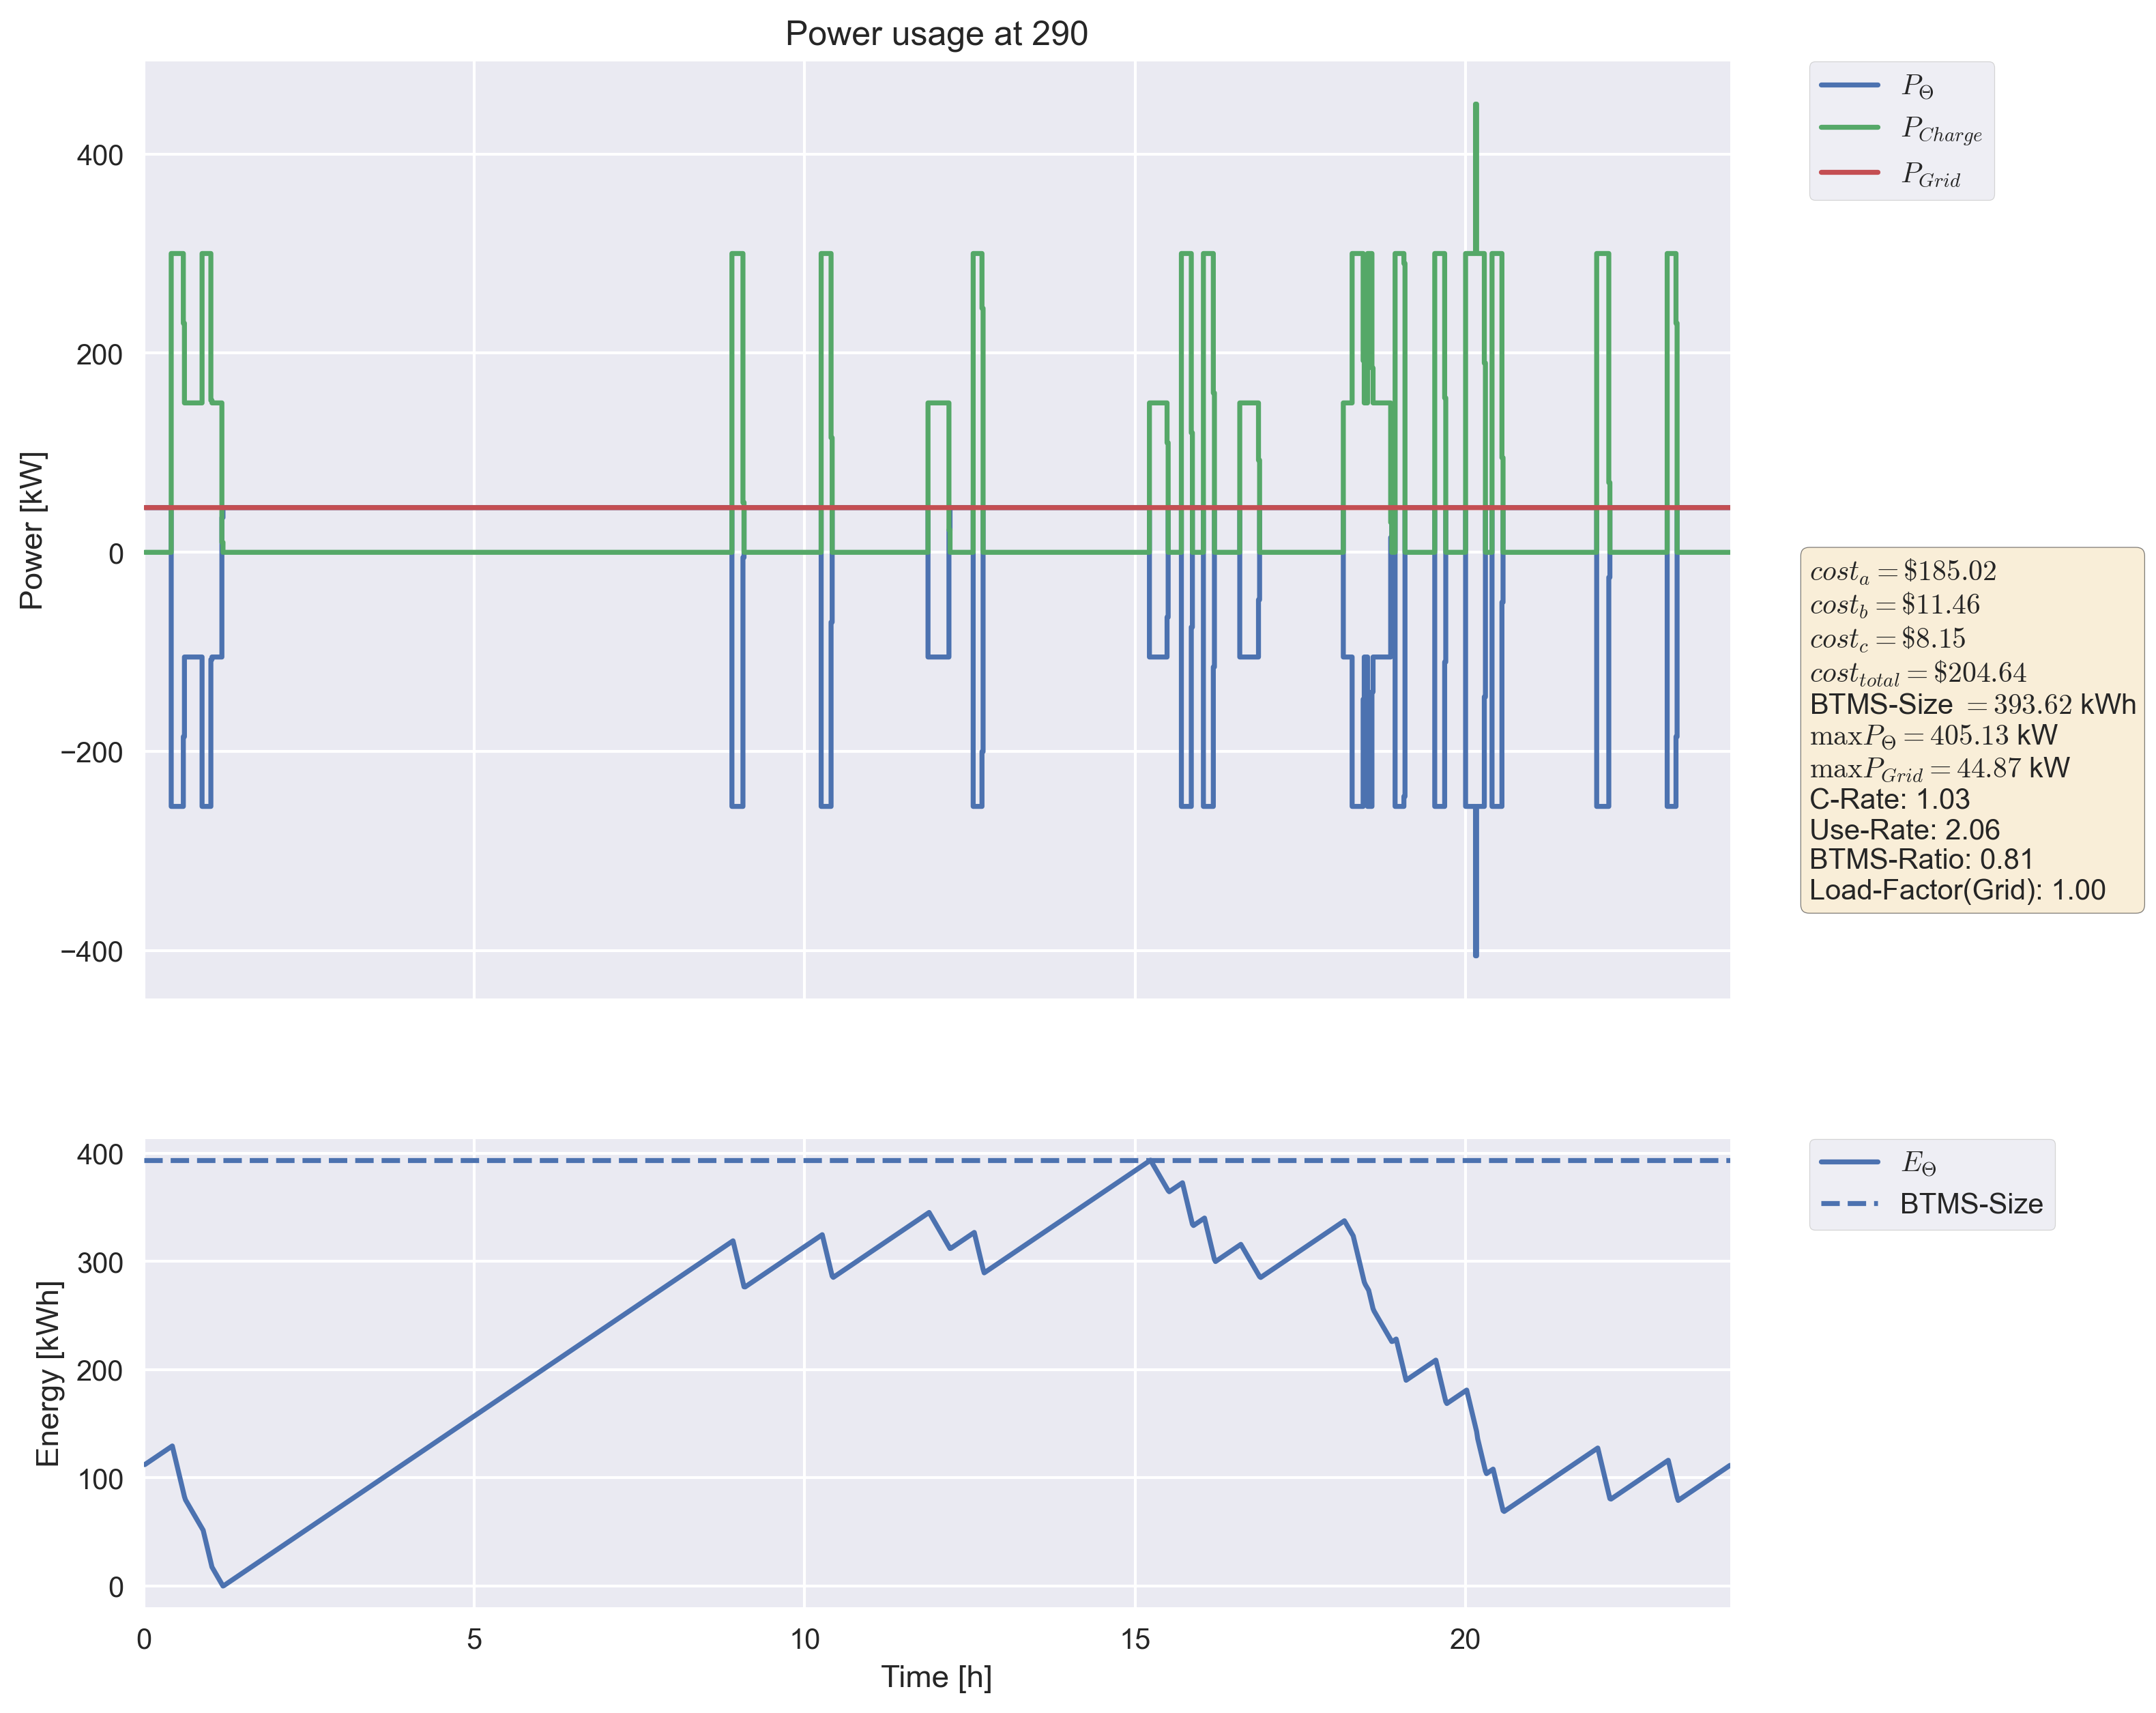 Power usage at 290
Power [kW]
400
200
0
−200
−400
P_Θ
P_Charge
P_Grid
cost_a = $185.02
cost_b = $11.46
cost_c = $8.15
cost_total = $204.64
BTMS-Size = 393.62 kWh
max P_Θ = 405.13 kW
max P_Grid = 44.87 kW
C-Rate: 1.03
Use-Rate: 2.06
BTMS-Ratio: 0.81
Load-Factor(Grid): 1.00
Energy [kWh]
400
300
200
100
0
E_Θ
BTMS-Size
0 5 10 15 20
Time [h]